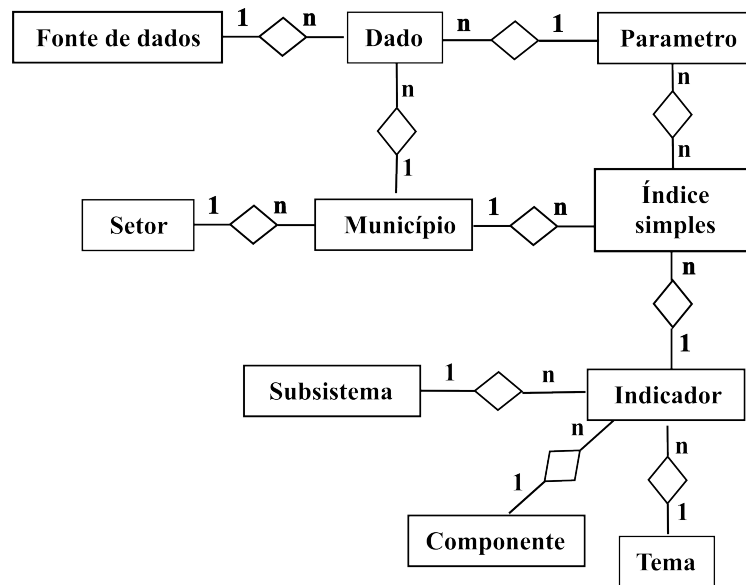 1 n n 1
Fonte de dados Dado Parametro
n n
1 n
Setor 1 n Município 1 n Índice
simples
n
1
Subsistema 1 n Indicador
n n
1 1
Componente Tema